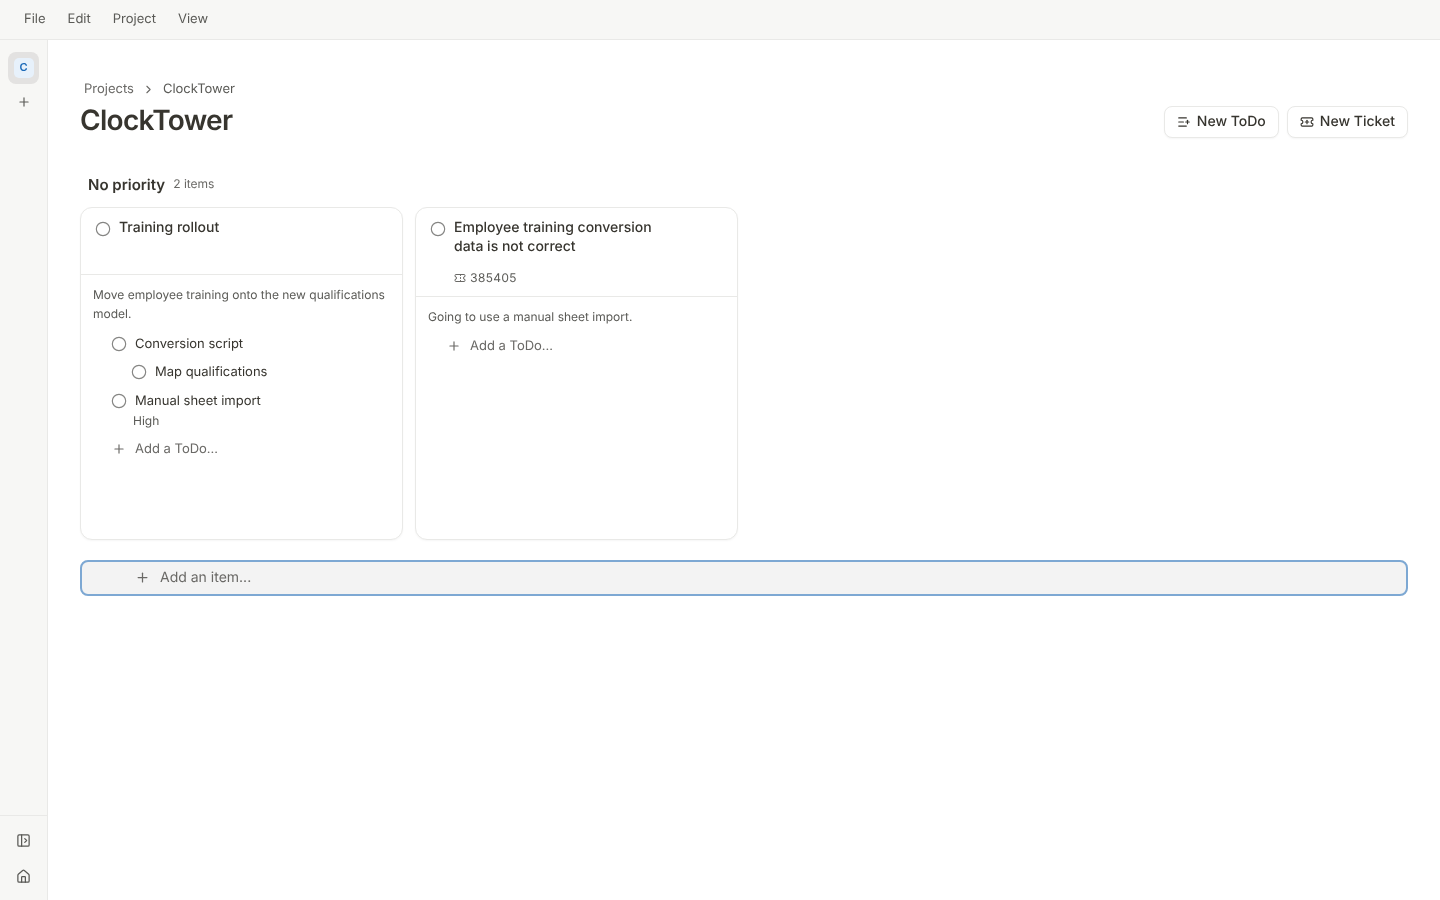 File Edit Project View
C
Projects > ClockTower
ClockTower
New ToDo
New Ticket
No priority 2 items
Training rollout
Move employee training onto the new qualifications
model.
Conversion script
Map qualifications
Manual sheet import
High
+ Add a ToDo...
Employee training conversion
data is not correct
385405
Going to use a manual sheet import.
+ Add a ToDo...
+ Add an item...